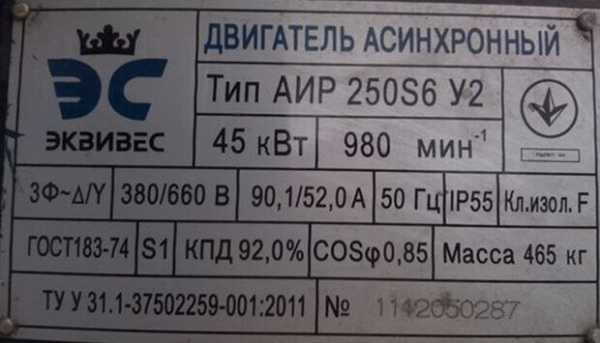 ДВИГАТЕЛЬ АСИНХРОННЫЙ
ЭС
ЭКВИВЕС
Тип АИР 250S6 У2
45 кВт 980 мин⁻¹
3Ф~Δ/Y 380/660 В 90,1/52,0 А 50 Гц IP55 Кл.изол. F
ГОСТ183-74 S1 КПД 92,0% COSφ0,85 Масса 465 кг
ТУ У 31.1-37502259-001:2011 № 1142050287